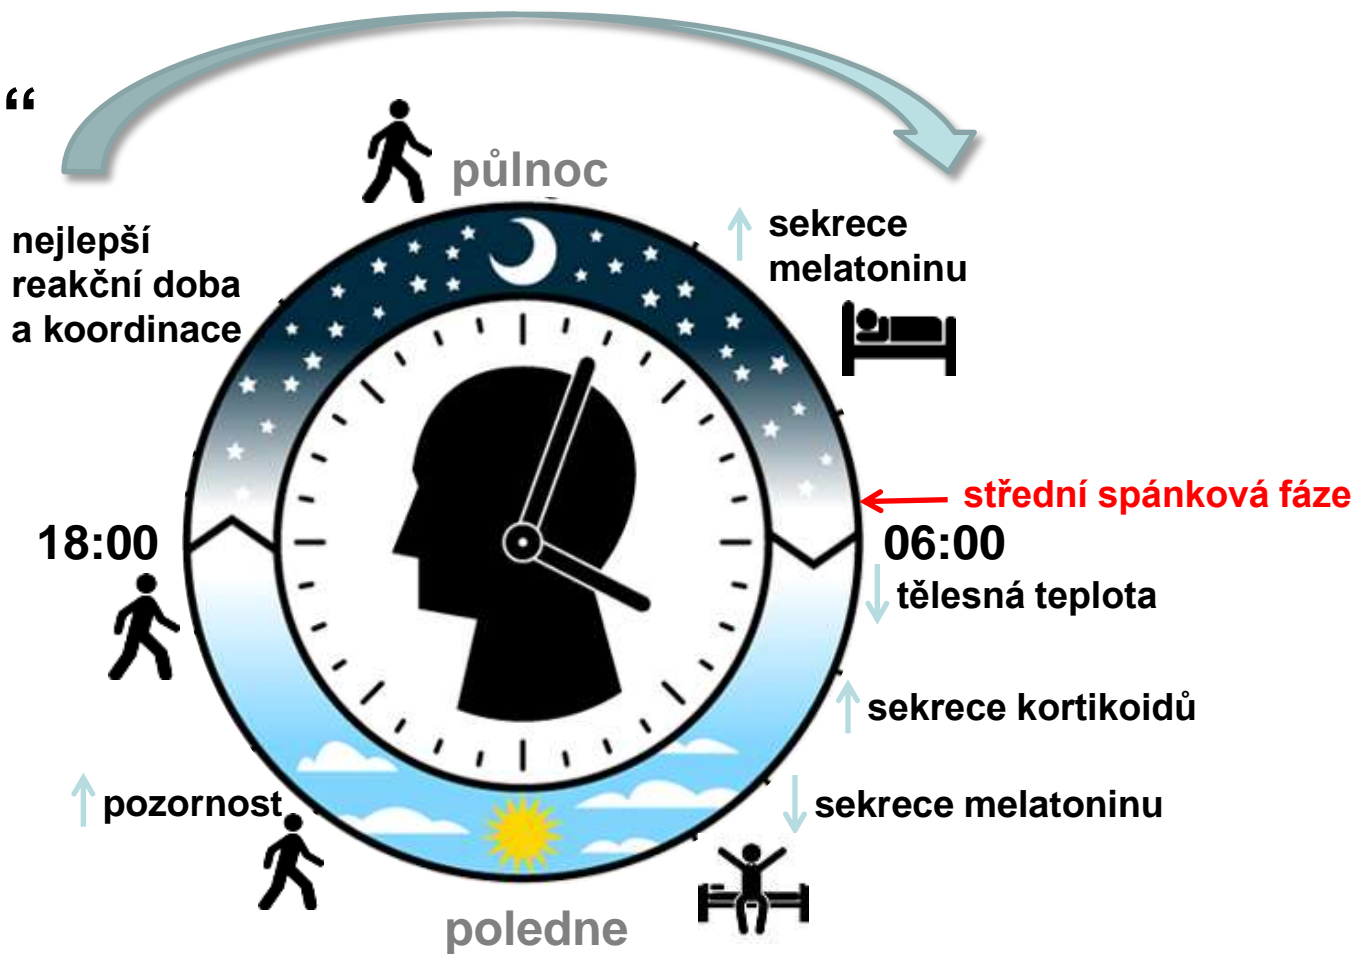 “
půlnoc
nejlepší
reakční doba
a koordinace
sekrece
melatoninu
střední spánková fáze
18:00
06:00
tělesná teplota
sekrece kortikoidů
pozornost
sekrece melatoninu
poledne